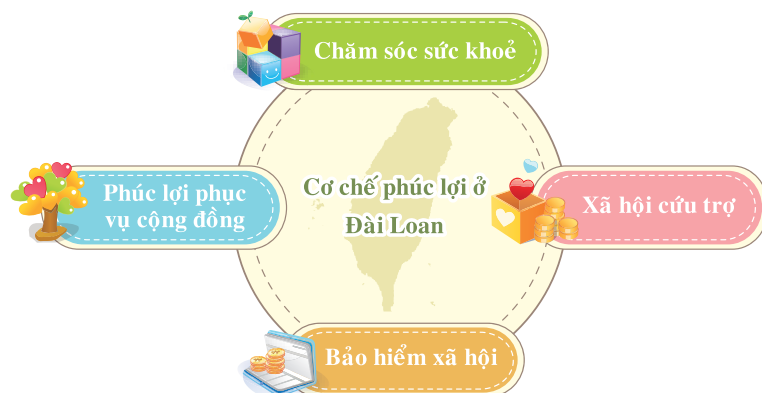 Chăm sóc sức khoẻ
Phúc lợi phục
vụ cộng đồng
Cơ chế phúc lợi ở
Đài Loan
Xã hội cứu trợ
Bảo hiểm xã hội